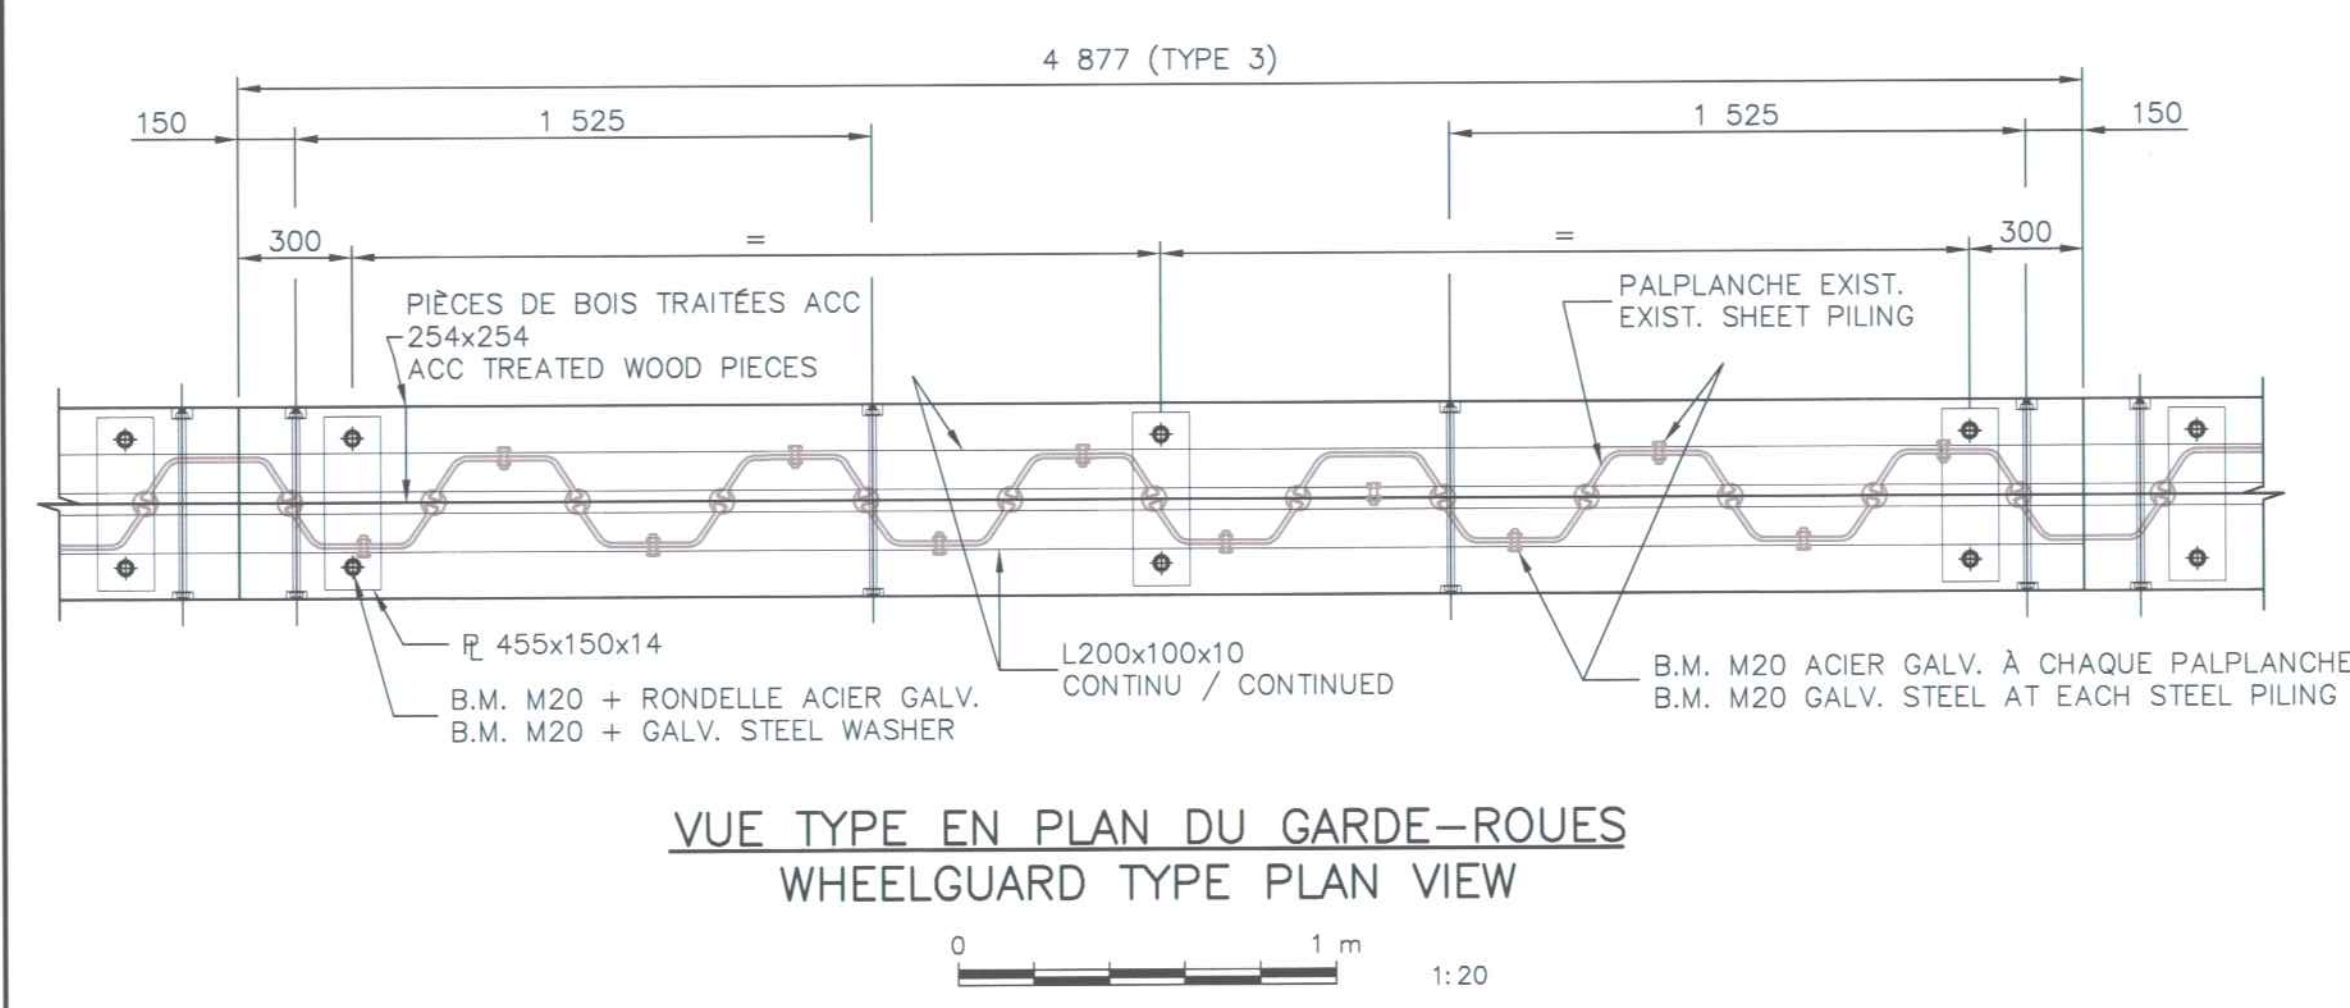 4 877 (TYPE 3)
150
1 525
1 525
150
300
=
=
300
PIÈCES DE BOIS TRAITÉES ACC
254x254
ACC TREATED WOOD PIECES
PALPLANCHE EXIST.
EXIST. SHEET PILING
PL 455x150x14
B.M. M20 + RONDELLE ACIER GALV.
B.M. M20 + GALV. STEEL WASHER
L200x100x10
CONTINU / CONTINUED
B.M. M20 ACIER GALV. À CHAQUE PALPLANCHE
B.M. M20 GALV. STEEL AT EACH STEEL PILING
VUE TYPE EN PLAN DU GARDE-ROUES
WHEELGUARD TYPE PLAN VIEW
0 1 m
1:20